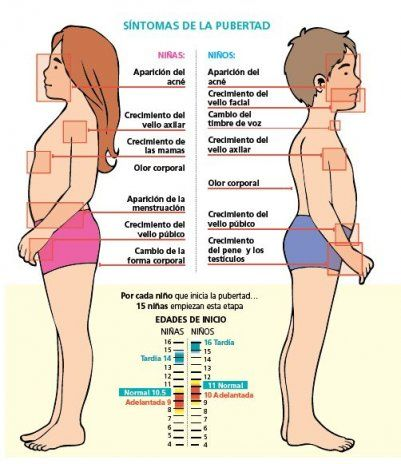 SÍNTOMAS DE LA PUBERTAD
NIÑAS:
Aparición del
acné
Crecimiento del
vello axilar
Crecimiento de
las mamas
Olor corporal
Aparición de la
menstruación
Crecimiento del
vello púbico
Cambio de la
forma corporal
NIÑOS:
Aparición del
acné
Crecimiento del
vello facial
Cambio del
timbre de voz
Crecimiento del
vello axilar
Olor corporal
Crecimiento del
vello púbico
Crecimiento
del pene y los
testículos
Por cada niño que inicia la pubertad...
15 niñas empiezan esta etapa
EDADES DE INICIO
NIÑAS
16
15
Tardía 14
13
12
11
Normal 10.5
Adelantada 9
8
7
6
5
4
NIÑOS
16 Tardía
15
14
13
12
11 Normal
10 Adelantada
9
8
7
6
5
4